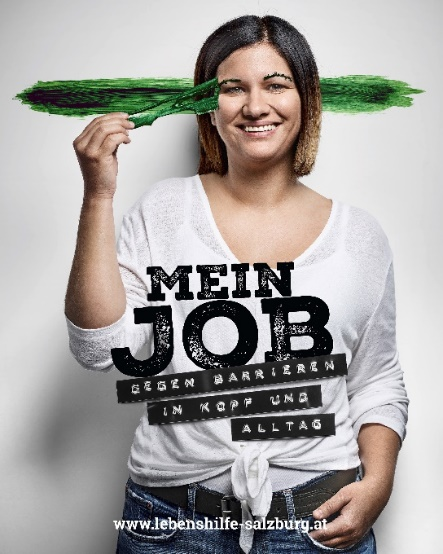 MEIN
JOB
GEGEN BARRIEREN
IN KOPF UND
ALLTAG
www.lebenshilfe-salzburg.at